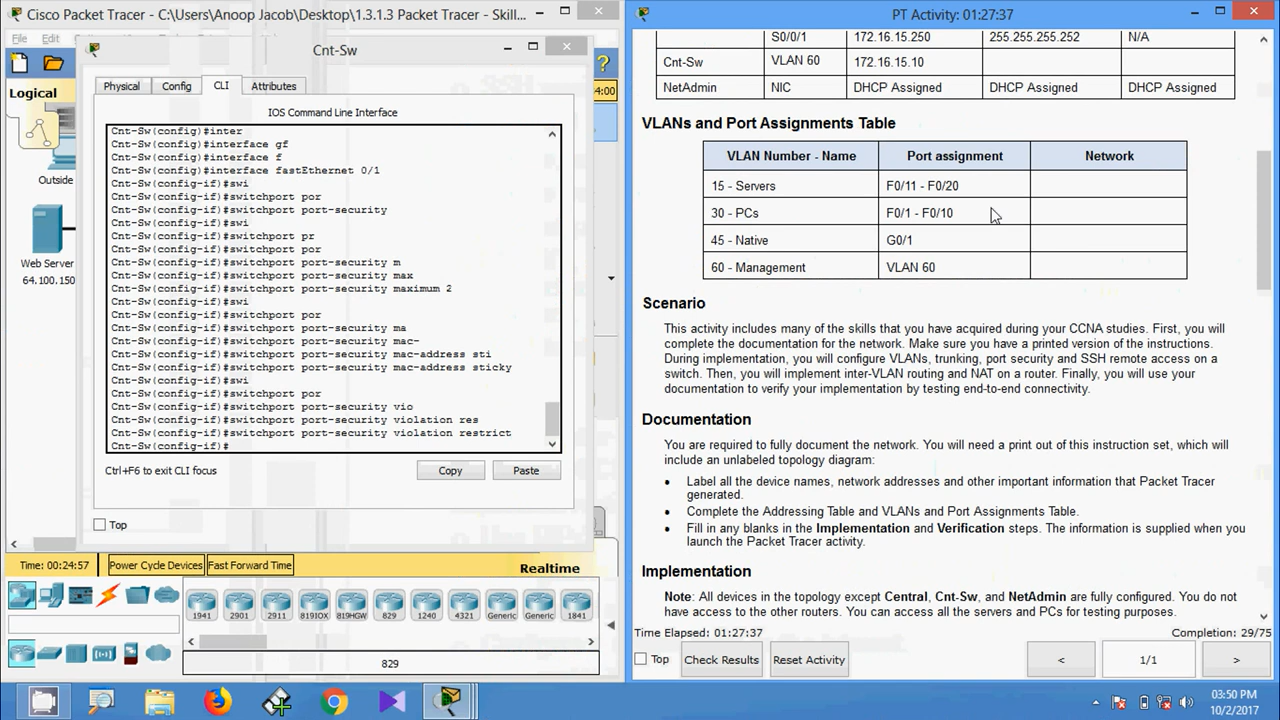 Cisco Packet Tracer - C:\Users\Anoop Jacob\Desktop\1.3.1.3 Packet Tracer - Skill...
File Edit
Logical
Outside
Web Server
64.100.150
Cnt-Sw
Physical Config CLI Attributes
IOS Command Line Interface
Cnt-Sw(config)#inter
Cnt-Sw(config)#interface gf
Cnt-Sw(config)#interface f
Cnt-Sw(config)#interface fastEthernet 0/1
Cnt-Sw(config-if)#swi
Cnt-Sw(config-if)#switchport por
Cnt-Sw(config-if)#switchport port-security
Cnt-Sw(config-if)#swi
Cnt-Sw(config-if)#switchport pr
Cnt-Sw(config-if)#switchport por
Cnt-Sw(config-if)#switchport port-security m
Cnt-Sw(config-if)#switchport port-security max
Cnt-Sw(config-if)#switchport port-security maximum 2
Cnt-Sw(config-if)#swi
Cnt-Sw(config-if)#switchport por
Cnt-Sw(config-if)#switchport port-security ma
Cnt-Sw(config-if)#switchport port-security mac-
Cnt-Sw(config-if)#switchport port-security mac-address sti
Cnt-Sw(config-if)#switchport port-security mac-address sticky
Cnt-Sw(config-if)#swi
Cnt-Sw(config-if)#switchport por
Cnt-Sw(config-if)#switchport port-security vio
Cnt-Sw(config-if)#switchport port-security violation res
Cnt-Sw(config-if)#switchport port-security violation restrict
Cnt-Sw(config-if)#
Ctrl+F6 to exit CLI focus Copy Paste
Top
4:00
Time: 00:24:57 Power Cycle Devices Fast Forward Time Realtime
1941 2901 2911 819IOX 819HGW 829 1240 4321 Generic Generic 1841
829
PT Activity: 01:27:37
S0/0/1 172.16.15.250 255.255.255.252 N/A
Cnt-Sw VLAN 60 172.16.15.10
NetAdmin NIC DHCP Assigned DHCP Assigned DHCP Assigned
VLANs and Port Assignments Table
VLAN Number - Name Port assignment Network
15 - Servers F0/11 - F0/20
30 - PCs F0/1 - F0/10
45 - Native G0/1
60 - Management VLAN 60
Scenario
This activity includes many of the skills that you have acquired during your CCNA studies. First, you will
complete the documentation for the network. Make sure you have a printed version of the instructions.
During implementation, you will configure VLANs, trunking, port security and SSH remote access on a
switch. Then, you will implement inter-VLAN routing and NAT on a router. Finally, you will use your
documentation to verify your implementation by testing end-to-end connectivity.
Documentation
You are required to fully document the network. You will need a print out of this instruction set, which will
include an unlabeled topology diagram:
• Label all the device names, network addresses and other important information that Packet Tracer
generated.
• Complete the Addressing Table and VLANs and Port Assignments Table.
• Fill in any blanks in the Implementation and Verification steps. The information is supplied when you
launch the Packet Tracer activity.
Implementation
Note: All devices in the topology except Central, Cnt-Sw, and NetAdmin are fully configured. You do not
have access to the other routers. You can access all the servers and PCs for testing purposes.
Time Elapsed: 01:27:37 Completion: 29/75
Top Check Results Reset Activity < 1/1 >
03:50 PM
10/2/2017